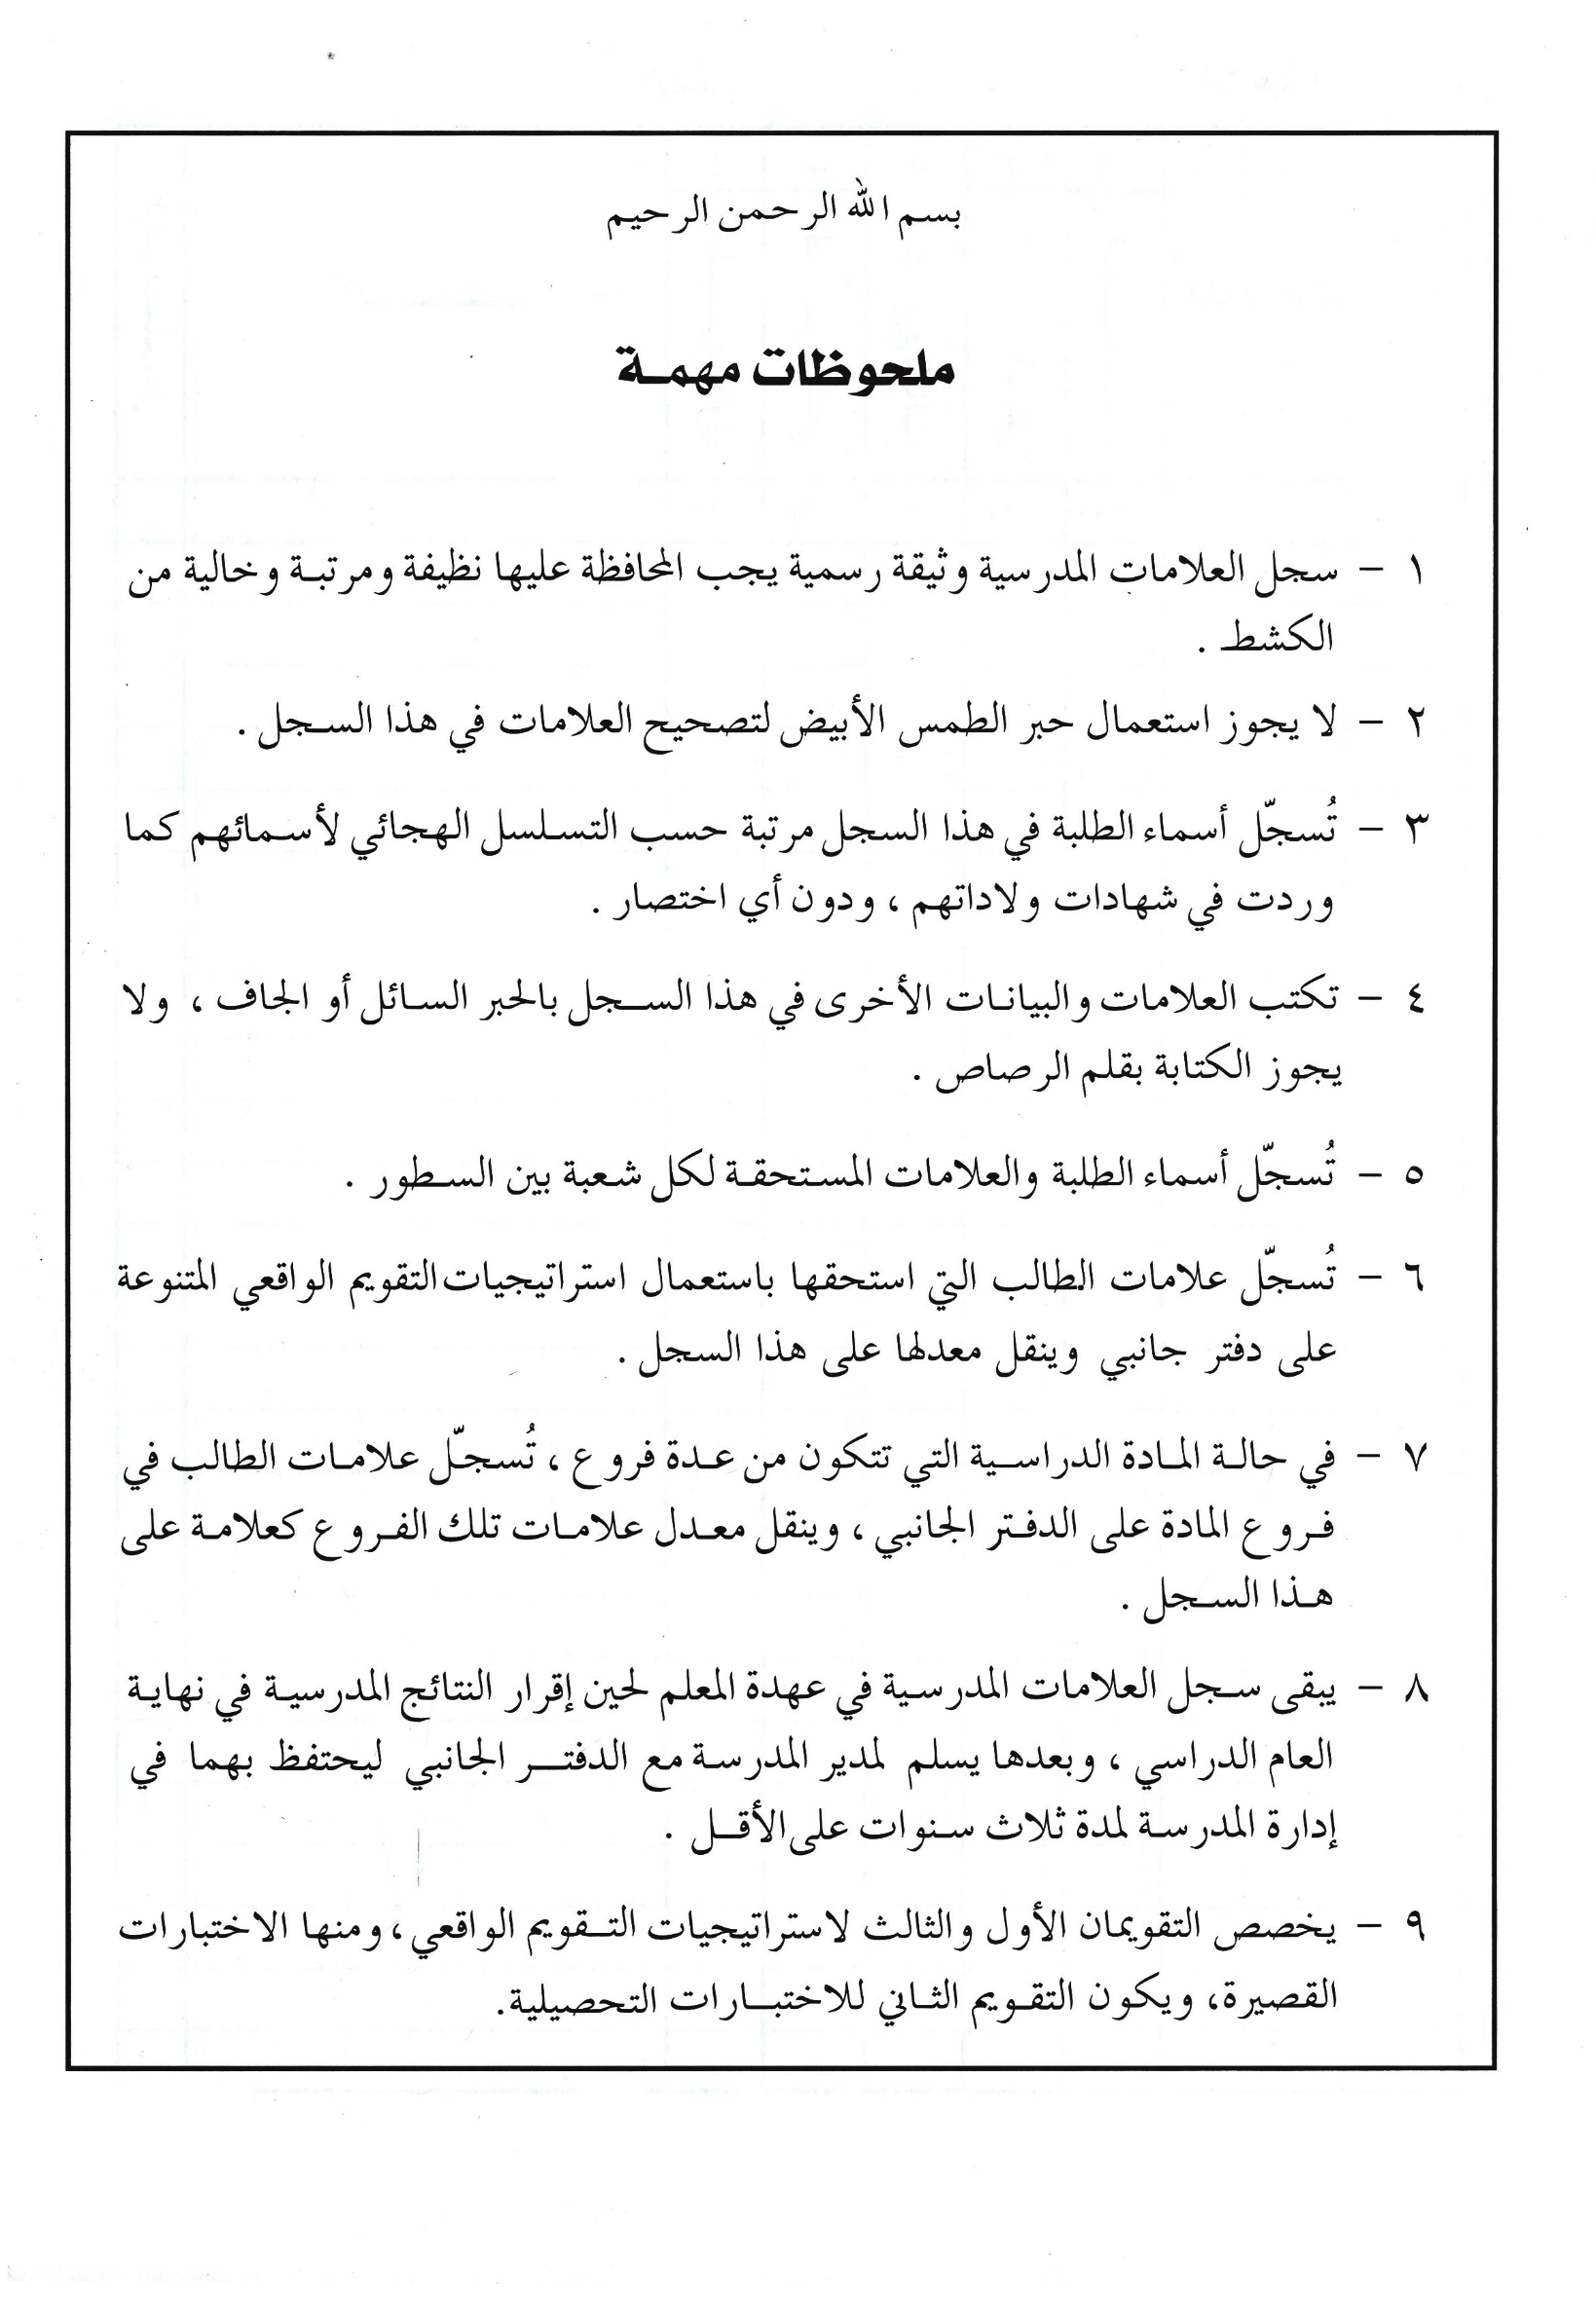 بسم الله الرحمن الرحيم
ملحوظات مهمة
١ – سجل العلامات المدرسية وثيقة رسمية يجب المحافظة عليها نظيفة ومرتبة وخالية من
الكشط .
٢ – لا يجوز استعمال حبر الطمس الأبيض لتصحيح العلامات في هذا السجل .
٣ – تُسجّل أسماء الطلبة في هذا السجل مرتبة حسب التسلسل الهجائي لأسمائهم كما
وردت في شهادات ولاداتهم ، ودون أي اختصار .
٤ – تكتب العلامات والبيانات الأخرى في هذا السجل بالحبر السائل أو الجاف ، ولا
يجوز الكتابة بقلم الرصاص .
٥ – تُسجّل أسماء الطلبة والعلامات المستحقة لكل شعبة بين السطور .
٦ – تُسجّل علامات الطالب التي استحقها باستعمال استراتيجيات التقويم الواقعي المتنوعة
على دفتر جانبي وينقل معدلها على هذا السجل .
٧ – في حالة المادة الدراسية التي تتكون من عدة فروع ، تُسجّل علامات الطالب في
فروع المادة على الدفتر الجانبي ، وينقل معدل علامات تلك الفروع كعلامة على
هذا السجل .
٨ – يبقى سجل العلامات المدرسية في عهدة المعلم لحين إقرار النتائج المدرسية في نهاية
العام الدراسي ، وبعدها يسلم لمدير المدرسة مع الدفتر الجانبي ليحتفظ بهما في
إدارة المدرسة لمدة ثلاث سنوات على الأقل .
٩ – يخصص التقويمان الأول والثالث لاستراتيجيات التقويم الواقعي، ومنها الاختبارات
القصيرة، ويكون التقويم الثاني للاختبارات التحصيلية.